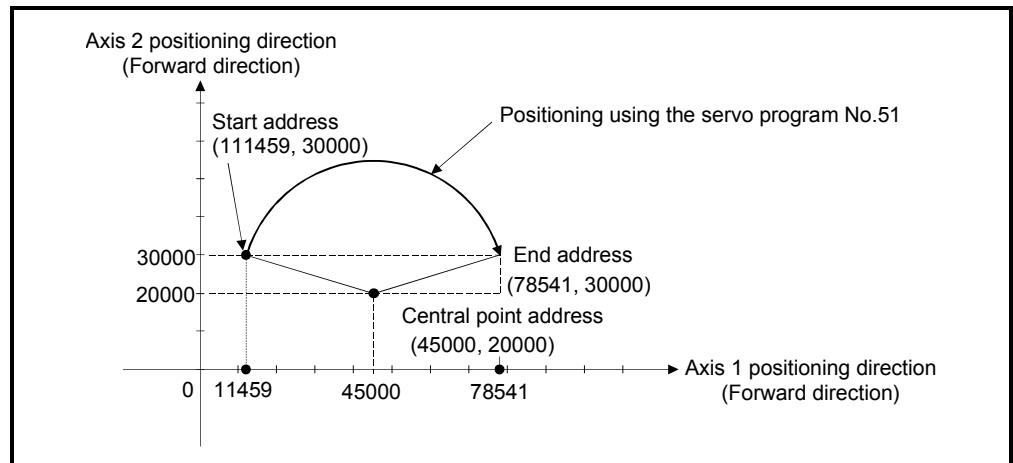 Axis 2 positioning direction
(Forward direction)
Start address
(111459, 30000)
Positioning using the servo program No.51
30000
End address
(78541, 30000)
20000
Central point address
(45000, 20000)
Axis 1 positioning direction
(Forward direction)
0
11459
45000
78541